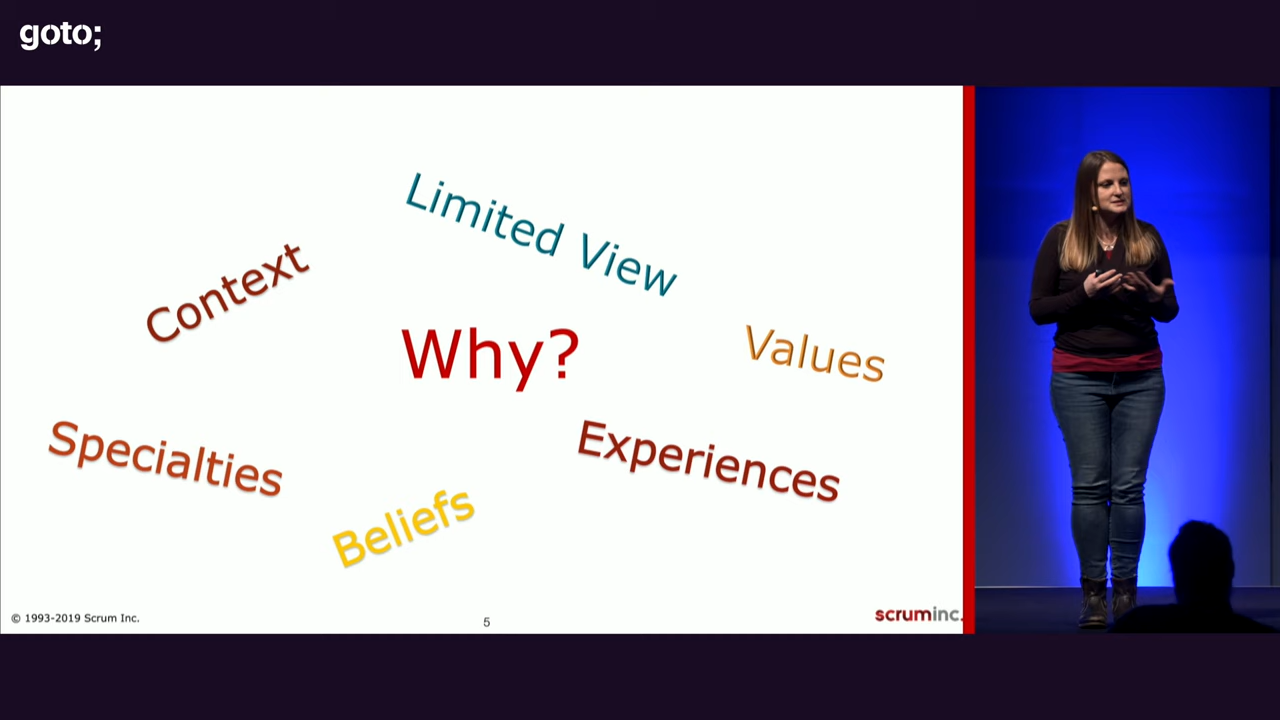 goto;
Limited View
Context
Why?
Values
Specialties
Experiences
Beliefs
© 1993-2019 Scrum Inc.
5
scruminc.